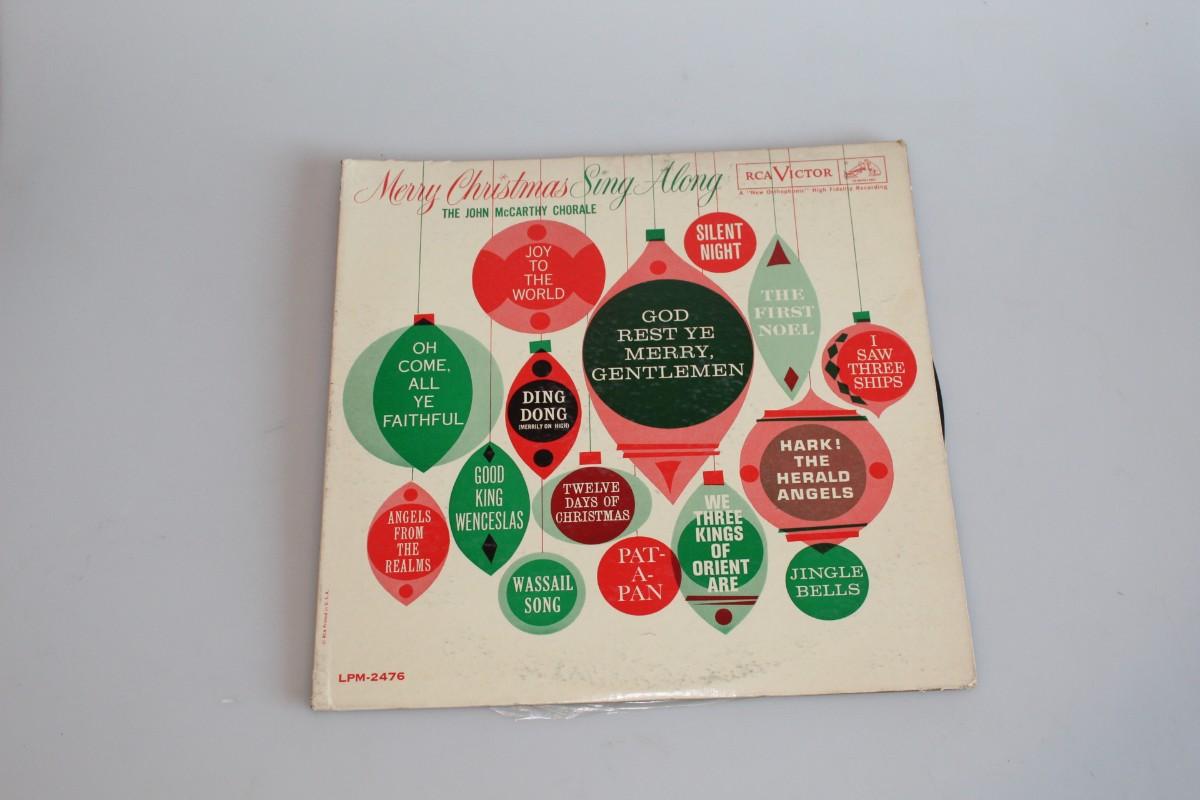 Merry Christmas Sing Along
THE JOHN McCARTHY CHORALE
RCA VICTOR
A "New Orthophonic" High Fidelity Recording
JOY
TO
THE
WORLD
SILENT
NIGHT
GOD
REST YE
MERRY,
GENTLEMEN
THE
FIRST
NOEL
I
SAW
THREE
SHIPS
OH
COME,
ALL
YE
FAITHFUL
DING
DONG
(MERRILY ON HIGH)
HARK!
THE
HERALD
ANGELS
GOOD
KING
WENCESLAS
TWELVE
DAYS OF
CHRISTMAS
WE
THREE
KINGS
OF
ORIENT
ARE
ANGELS
FROM
THE
REALMS
PAT-
A-
PAN
WASSAIL
SONG
JINGLE
BELLS
© RCA Printed in U.S.A.
LPM-2476